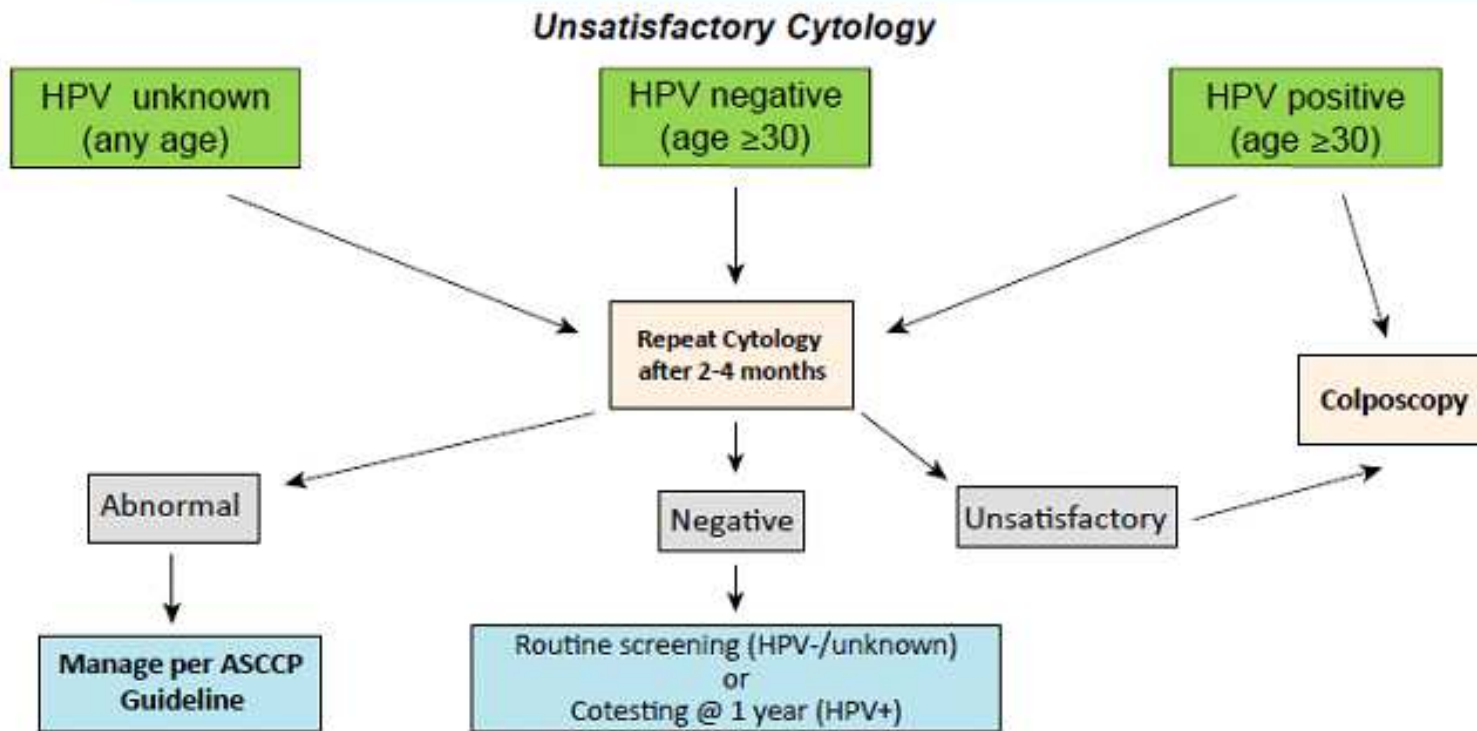 Unsatisfactory Cytology
HPV unknown
(any age)
HPV negative
(age ≥30)
HPV positive
(age ≥30)
Repeat Cytology
after 2-4 months
Colposcopy
Abnormal
Negative
Unsatisfactory
Manage per ASCCP
Guideline
Routine screening (HPV-/unknown)
or
Cotesting @ 1 year (HPV+)